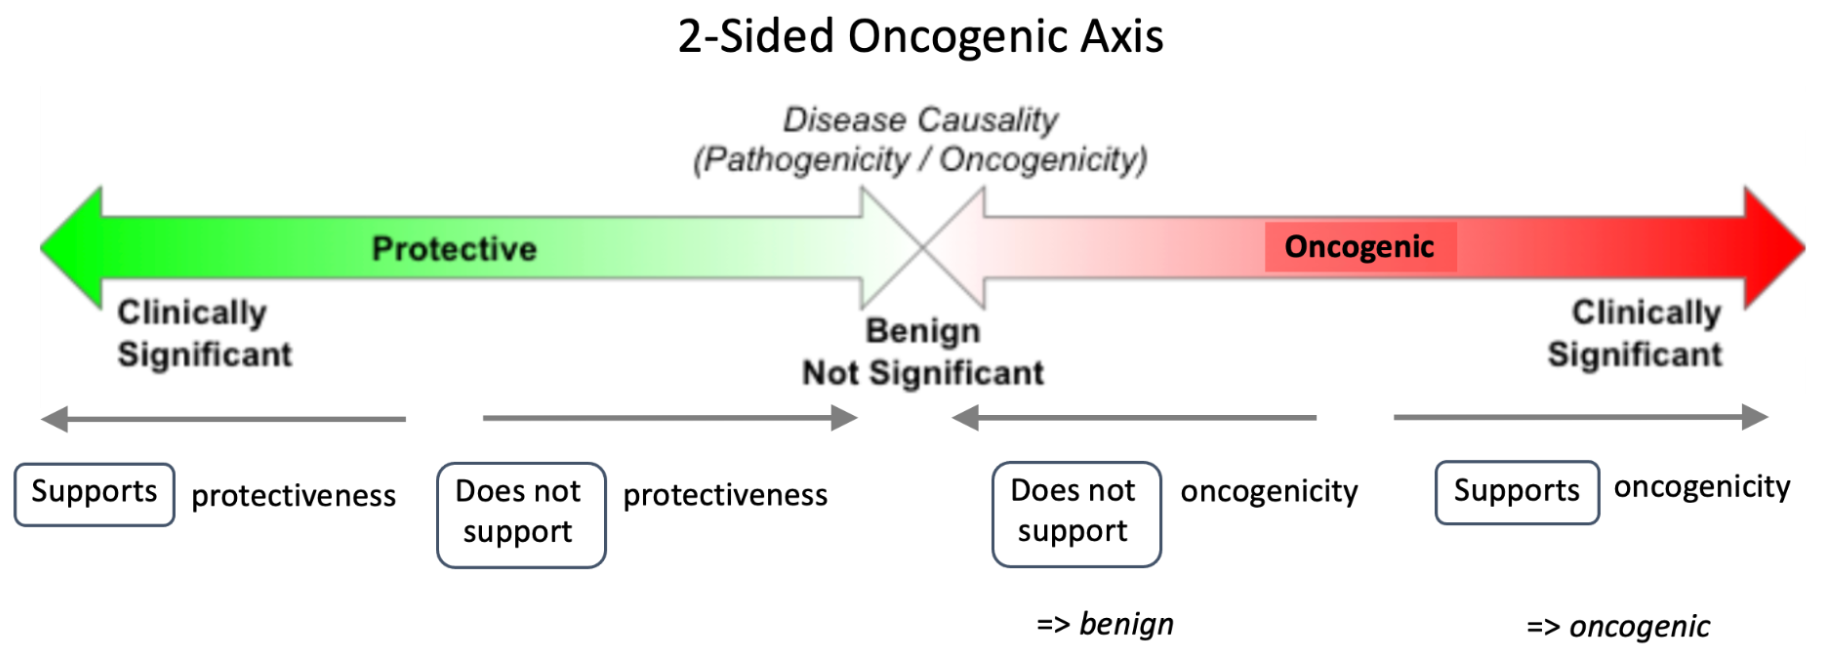 2-Sided Oncogenic Axis
Disease Causality
(Pathogenicity / Oncogenicity)
Protective
Oncogenic
Clinically
Significant
Benign
Not Significant
Clinically
Significant
Supports protectiveness
Does not
support
protectiveness
Does not
support
oncogenicity
Supports oncogenicity
=> benign
=> oncogenic